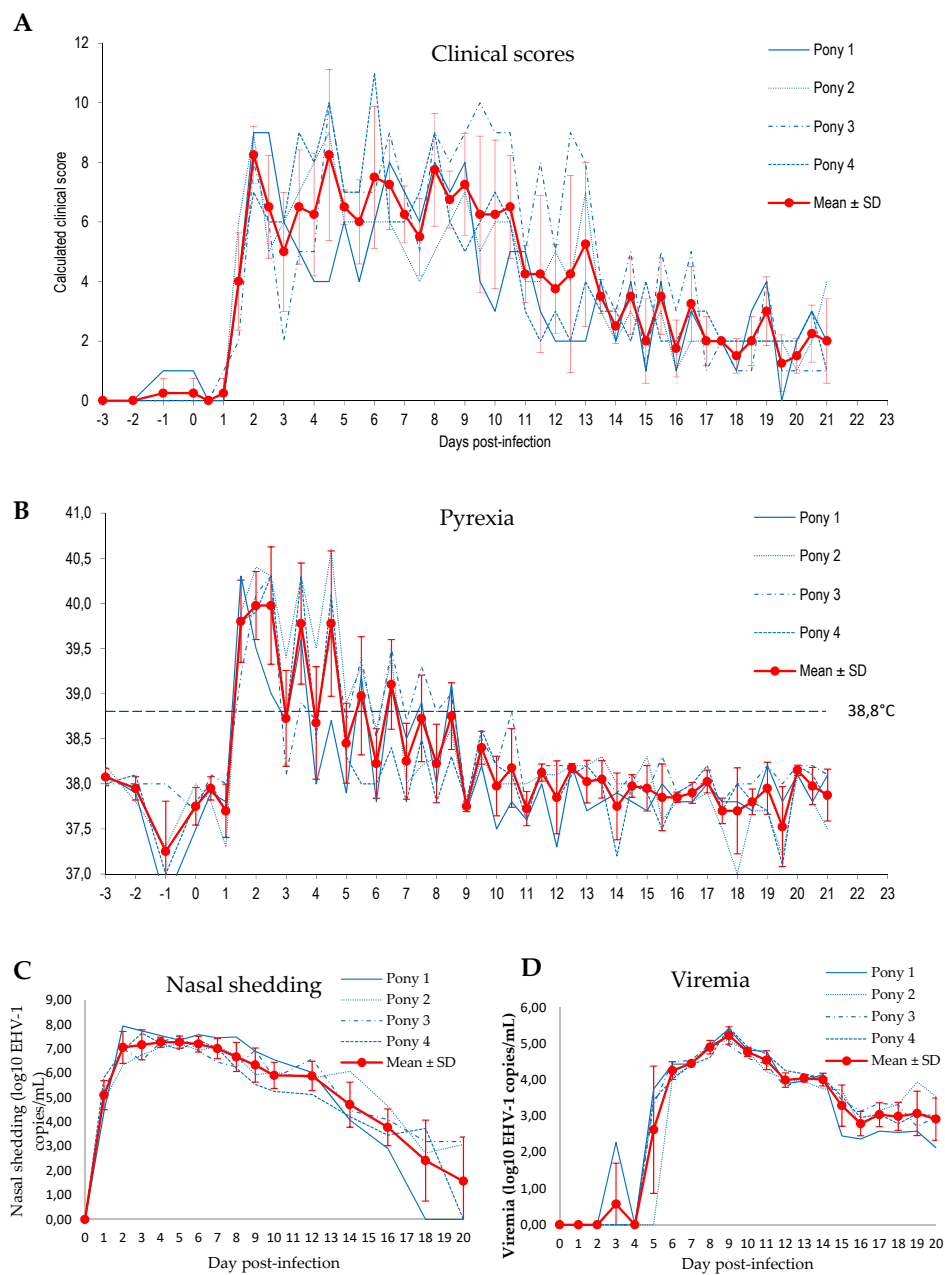 A
Clinical scores
12
10
8
6
4
2
0
Calculated clinical score
-3 -2 -1 0 1 2 3 4 5 6 7 8 9 10 11 12 13 14 15 16 17 18 19 20 21 22 23
Days post-infection
Pony 1
Pony 2
Pony 3
Pony 4
Mean ± SD
B
Pyrexia
41,0
40,5
40,0
39,5
39,0
38,5
38,0
37,5
37,0
-3 -2 -1 0 1 2 3 4 5 6 7 8 9 10 11 12 13 14 15 16 17 18 19 20 21 22 23
Days post-infection
Pony 1
Pony 2
Pony 3
Pony 4
Mean ± SD
38,8°C
C
Nasal shedding
9,00
8,00
7,00
6,00
5,00
4,00
3,00
2,00
1,00
0,00
Nasal shedding (log10 EHV-1
copies/mL)
0 1 2 3 4 5 6 7 8 9 10 11 12 13 14 15 16 17 18 19 20
Day post-infection
Pony 1
Pony 2
Pony 3
Pony 4
Mean ± SD
D
Viremia
6,00
5,00
4,00
3,00
2,00
1,00
0,00
Viremia (log10 EHV-1 copies/mL)
0 1 2 3 4 5 6 7 8 9 10 11 12 13 14 15 16 17 18 19 20
Day post-infection
Pony 1
Pony 2
Pony 3
Pony 4
Mean ± SD